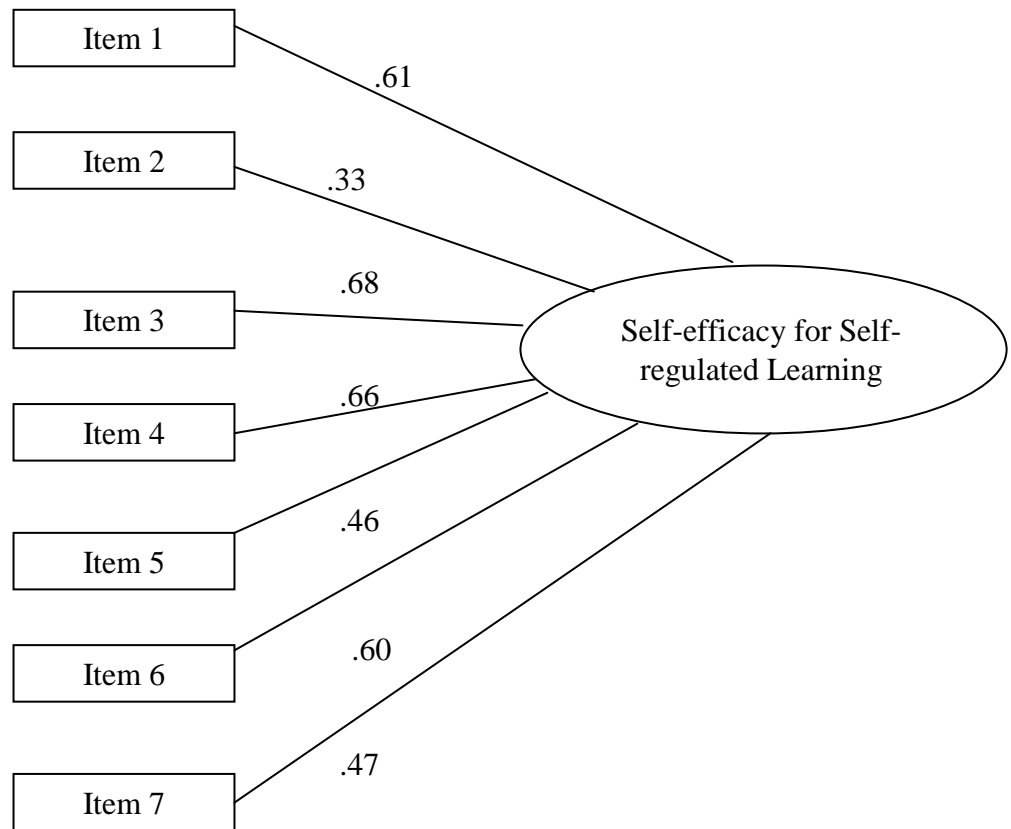 Item 1
.61
Item 2
.33
.68
Item 3
Self-efficacy for Self-
regulated Learning
.66
Item 4
.46
Item 5
.60
Item 6
.47
Item 7